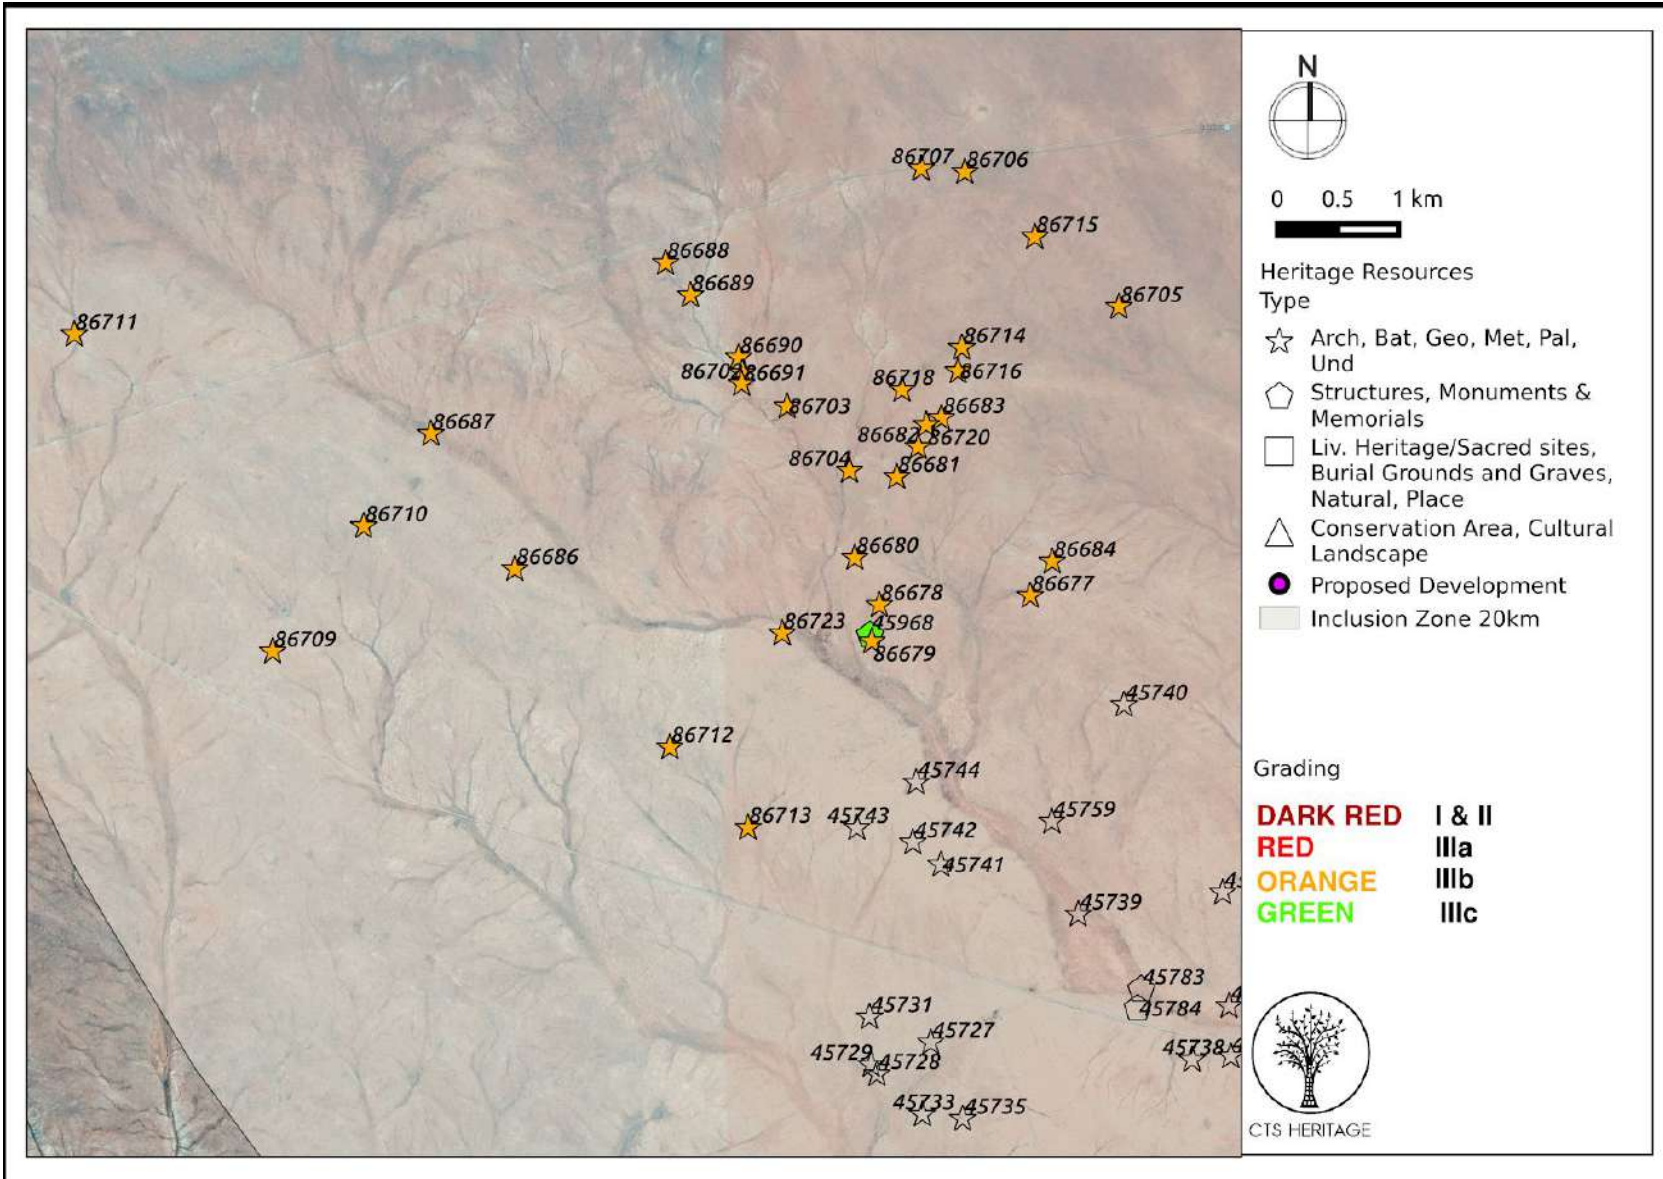 86707 86706
86715
86688
86689
86705
86711
86690
86714
86702 86691
86718 86716
86703
86683
86687
86682 86720
86704
86681
86710
86680
86684
86686
86678
86677
86723
45968
86709
86679
45740
86712
45744
86713
45743
45742
45759
45741
45739
45783
45784
45731
45727
45729
45728
45738
45733
45735
N
0 0.5 1 km
Heritage Resources
Type
Arch, Bat, Geo, Met, Pal,
Und
Structures, Monuments &
Memorials
Liv. Heritage/Sacred sites,
Burial Grounds and Graves,
Natural, Place
Conservation Area, Cultural
Landscape
Proposed Development
Inclusion Zone 20km
Grading
DARK RED I & II
RED IIIa
ORANGE IIIb
GREEN IIIc
CTS HERITAGE